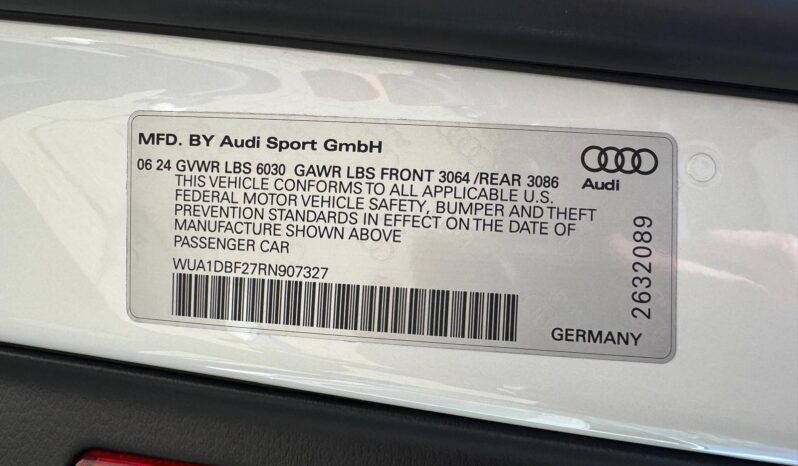 MFD. BY Audi Sport GmbH
06 24 GVWR LBS 6030 GAWR LBS FRONT 3064 /REAR 3086
THIS VEHICLE CONFORMS TO ALL APPLICABLE U.S.
FEDERAL MOTOR VEHICLE SAFETY, BUMPER AND THEFT
PREVENTION STANDARDS IN EFFECT ON THE DATE OF
MANUFACTURE SHOWN ABOVE
PASSENGER CAR
WUA1DBF27RN907327
Audi
2632089
GERMANY